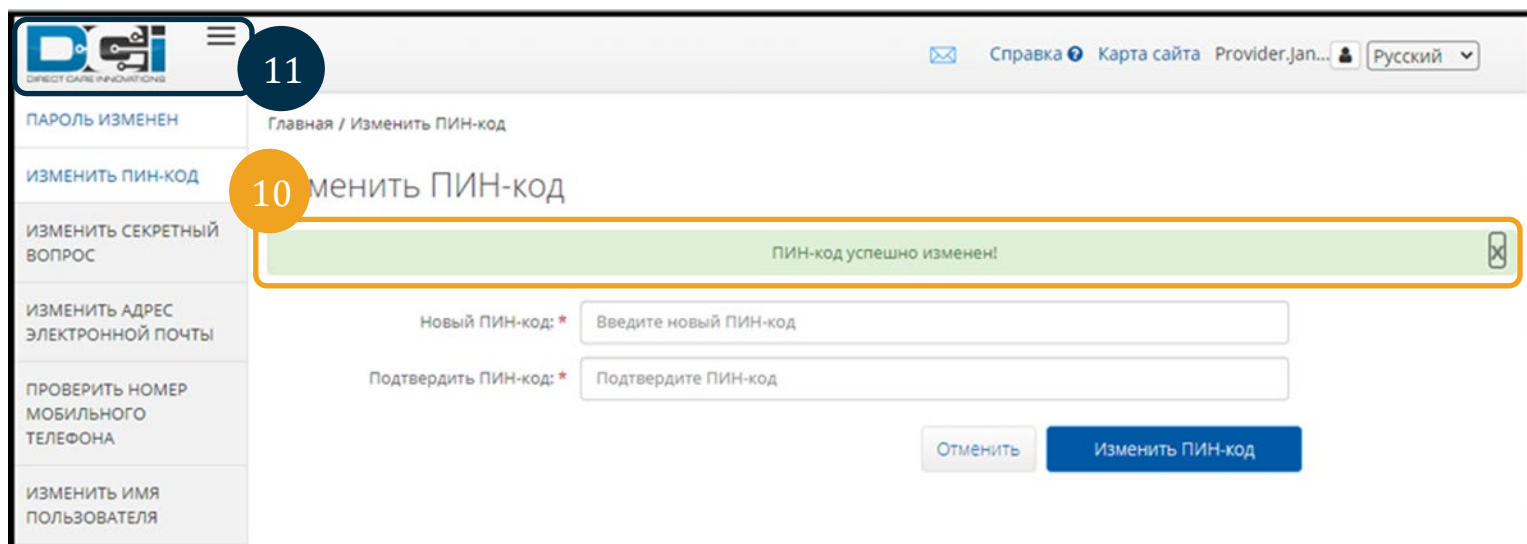 DCI
DIRECT CARE INNOVATIONS
11
Справка Карта сайта Provider.Jan... Русский
ПАРОЛЬ ИЗМЕНЕН
Главная / Изменить ПИН-код
ИЗМЕНИТЬ ПИН-КОД
10
менить ПИН-код
ИЗМЕНИТЬ СЕКРЕТНЫЙ
ВОПРОС
ПИН-код успешно изменен!
X
ИЗМЕНИТЬ АДРЕС
ЭЛЕКТРОННОЙ ПОЧТЫ
Новый ПИН-код: * Введите новый ПИН-код
Подтвердить ПИН-код: * Подтвердите ПИН-код
ПРОВЕРИТЬ НОМЕР
МОБИЛЬНОГО
ТЕЛЕФОНА
Отменить Изменить ПИН-код
ИЗМЕНИТЬ ИМЯ
ПОЛЬЗОВАТЕЛЯ